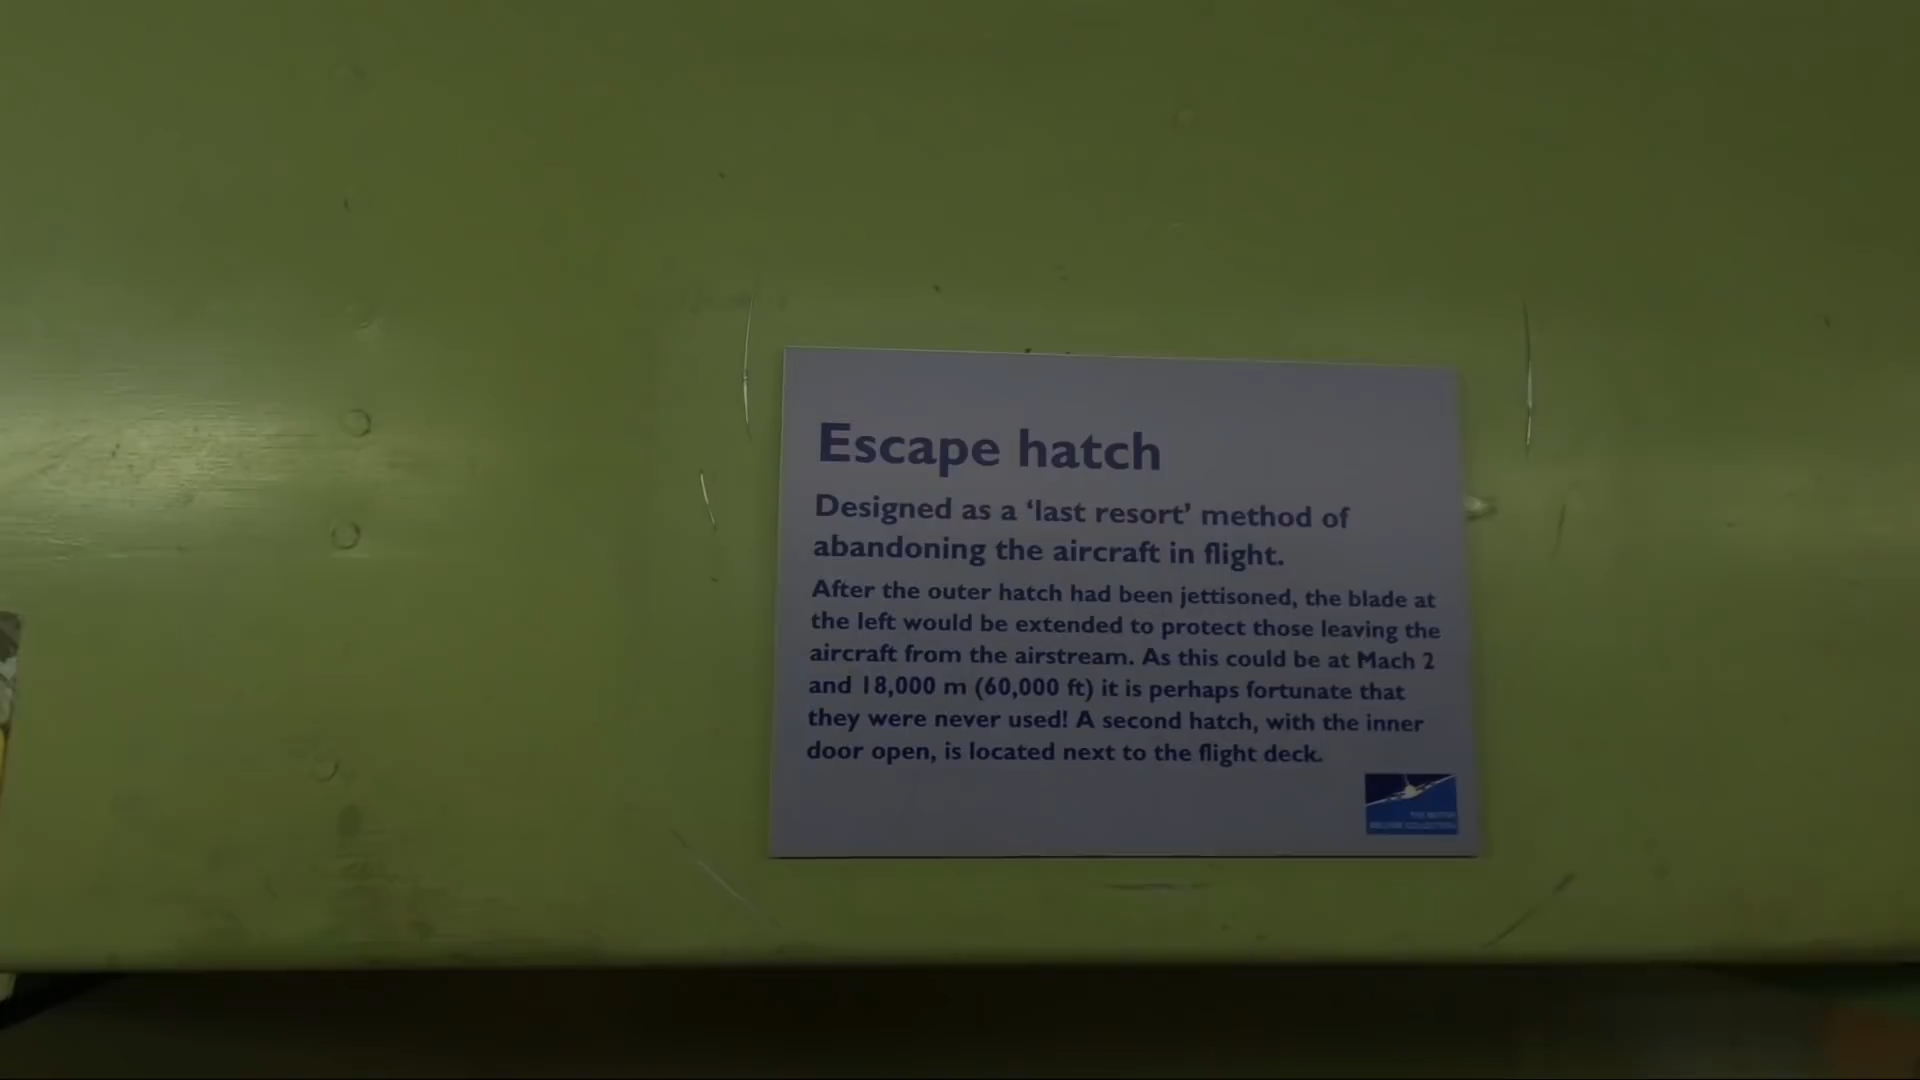 Escape hatch
Designed as a ‘last resort’ method of
abandoning the aircraft in flight.
After the outer hatch had been jettisoned, the blade at
the left would be extended to protect those leaving the
aircraft from the airstream. As this could be at Mach 2
and 18,000 m (60,000 ft) it is perhaps fortunate that
they were never used! A second hatch, with the inner
door open, is located next to the flight deck.
THE
COLLECTION